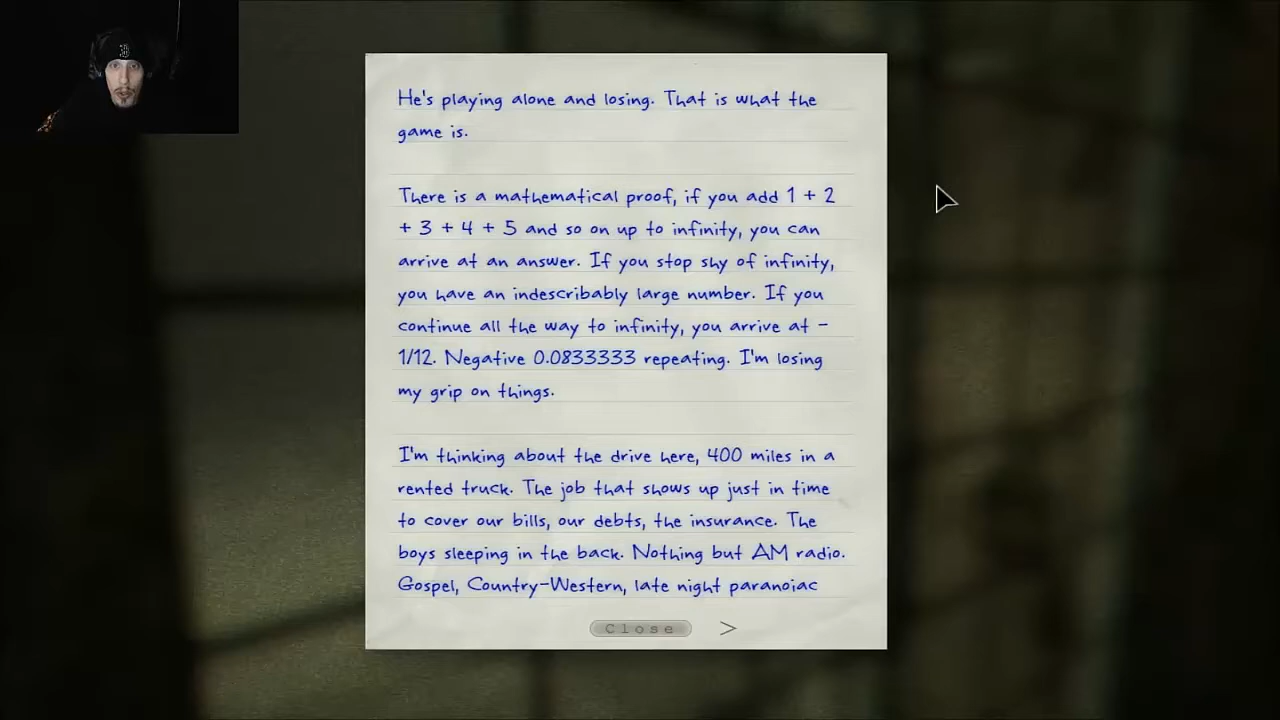 He's playing alone and losing. That is what the
game is.
There is a mathematical proof, if you add 1 + 2
+ 3 + 4 + 5 and so on up to infinity, you can
arrive at an answer. If you stop shy of infinity,
you have an indescribably large number. If you
continue all the way to infinity, you arrive at -
1/12. Negative 0.0833333 repeating. I'm losing
my grip on things.
I'm thinking about the drive here, 400 miles in a
rented truck. The job that shows up just in time
to cover our bills, our debts, the insurance. The
boys sleeping in the back. Nothing but AM radio.
Gospel, Country-Western, late night paranoiac
Close >